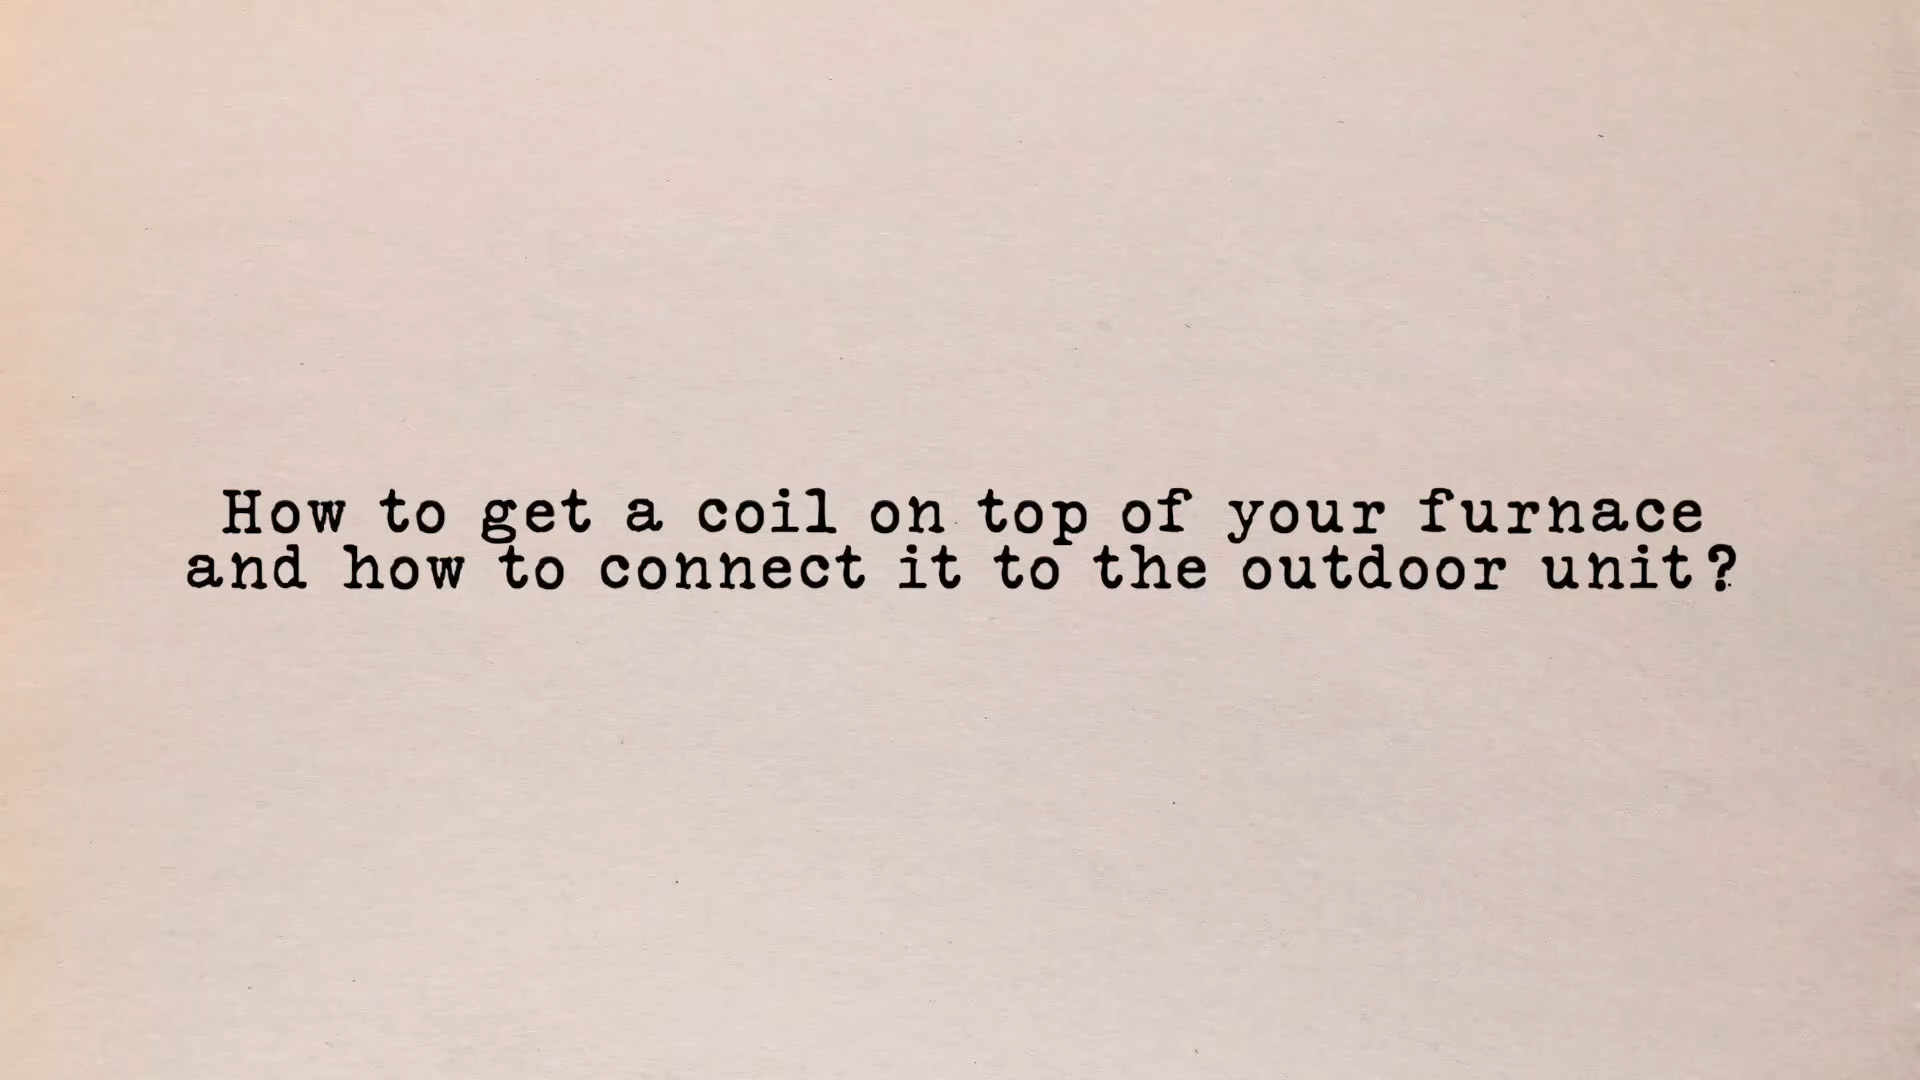 How to get a coil on top of your furnace
and how to connect it to the outdoor unit?